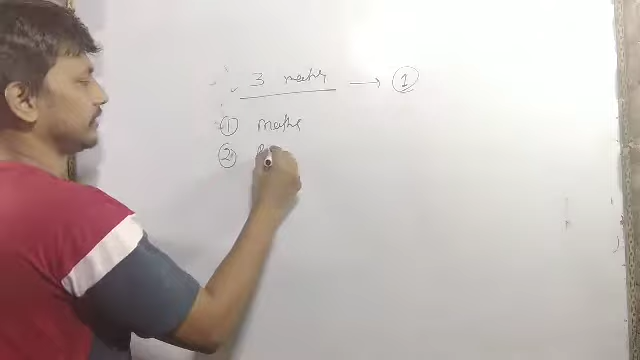 3 maths → ①
① maths
②